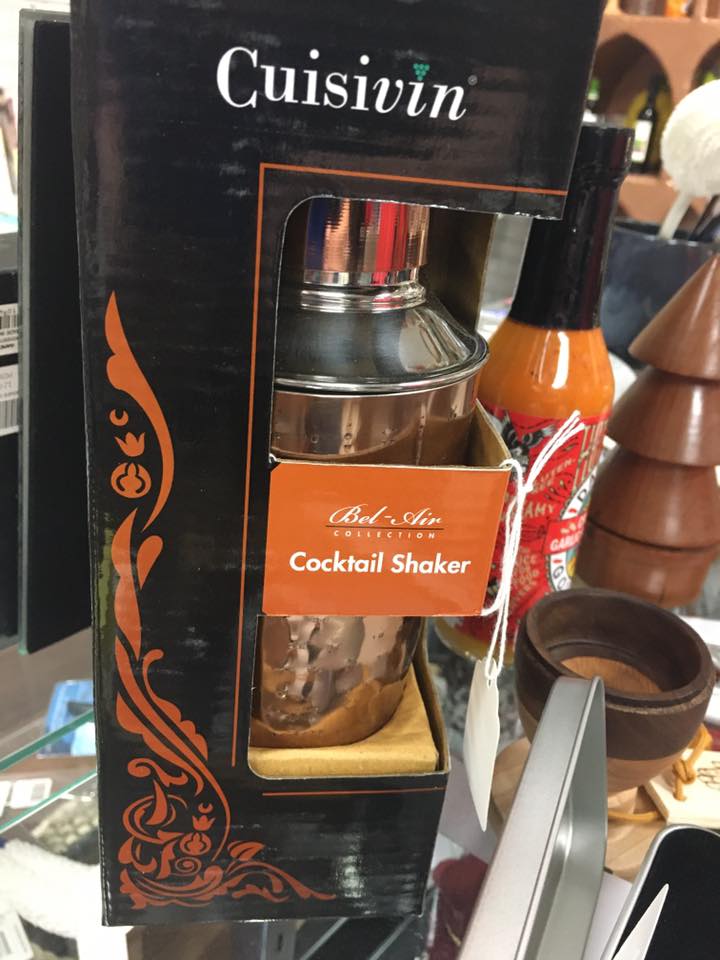 Cuisivin
Bel-Air
COLLECTION
Cocktail Shaker